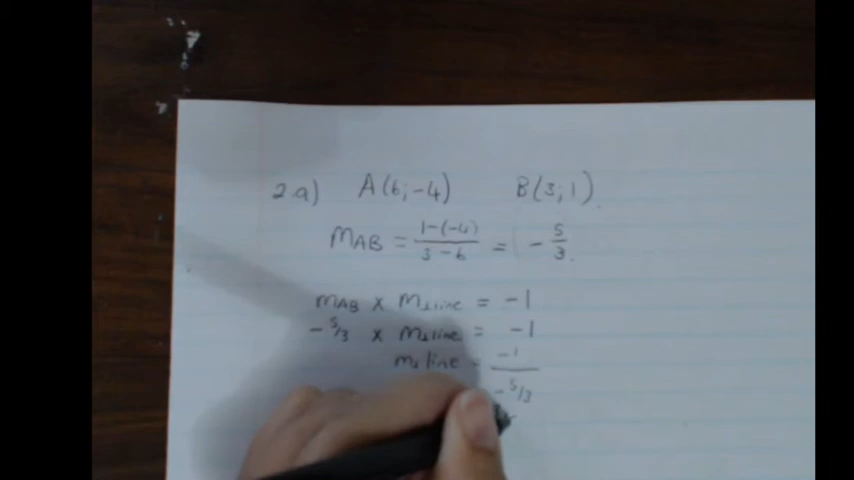 2.a) A(6;-4) B(3;1)
mAB = 1-(-4)/3-6 = -5/3
mAB x m⊥line = -1
-5/3 x m⊥line = -1
m⊥line = -1/-5/3